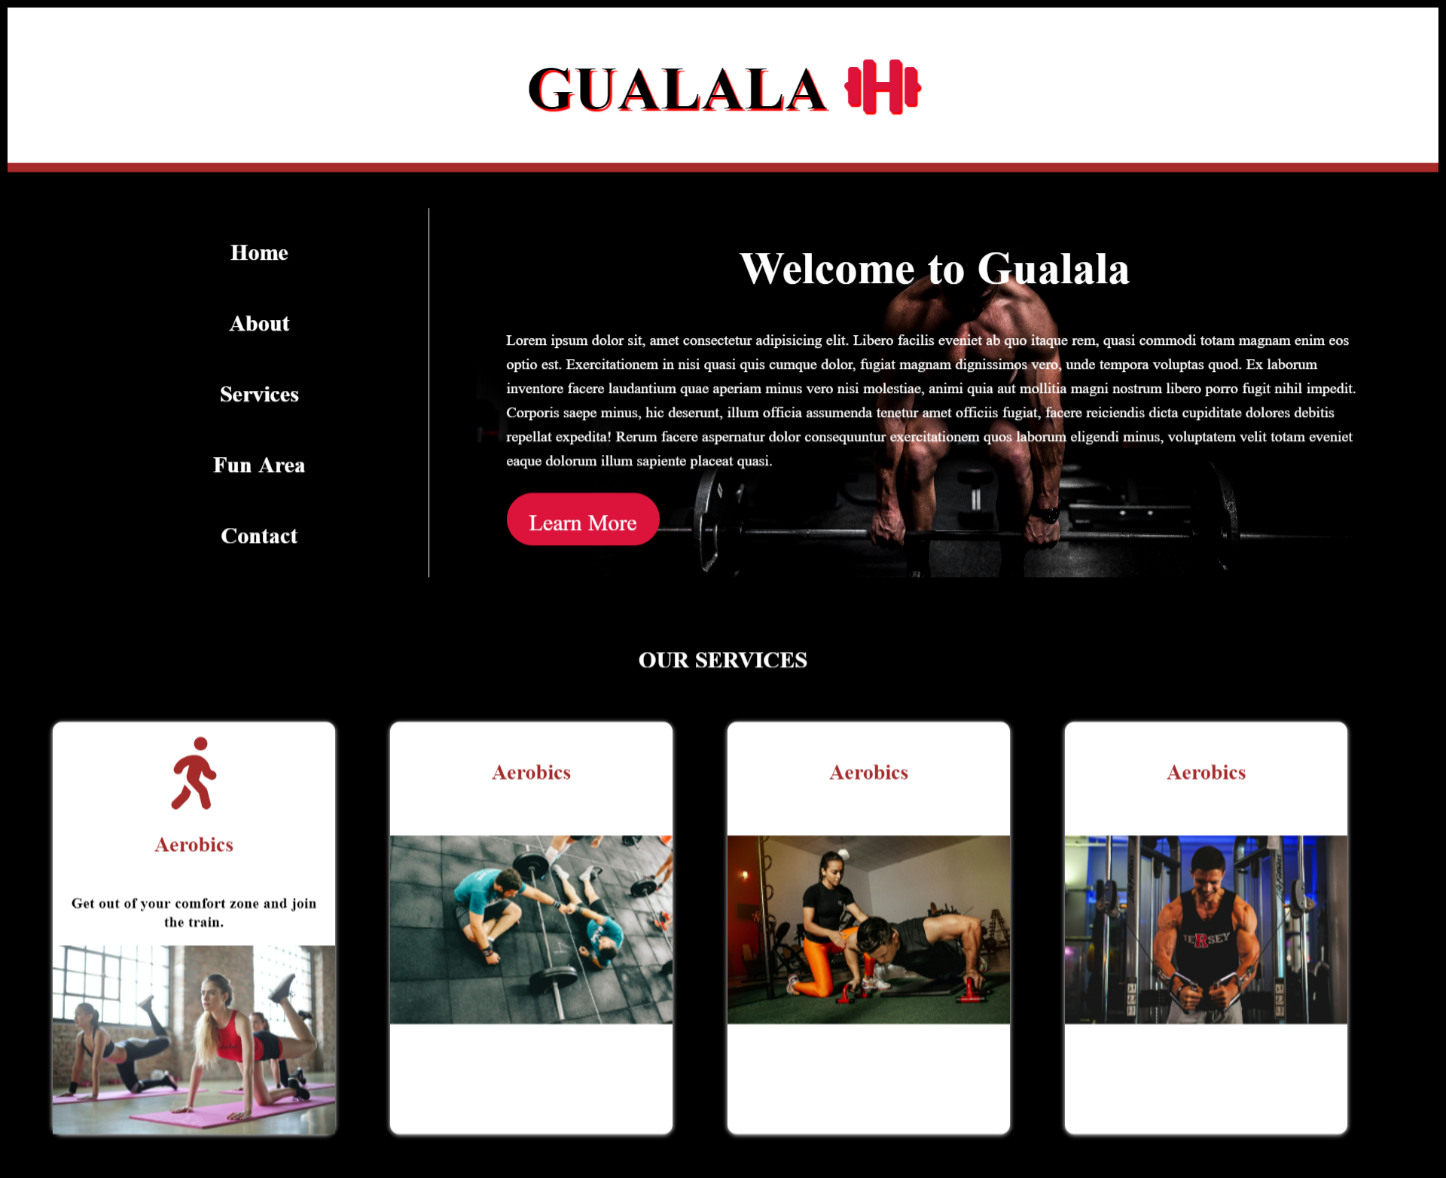 GUALALA
Home
About
Services
Fun Area
Contact
Welcome to Gualala
Lorem ipsum dolor sit, amet consectetur adipisicing elit. Libero facilis eveniet ab quo itaque rem, quasi commodi totam magnam enim eos
optio est. Exercitationem in nisi quasi quis cumque dolor, fugiat magnam dignissimos vero, unde tempora voluptas quod. Ex laborum
inventore facere laudantium quae aperiam minus vero nisi molestiae, animi quia aut mollitia magni nostrum libero porro fugit nihil impedit.
Corporis saepe minus, hic deserunt, illum officia assumenda tenetur amet officiis fugiat, facere reiciendis dicta cupiditate dolores debitis
repellat expedita! Rerum facere aspernatur dolor consequuntur exercitationem quos laborum eligendi minus, voluptatem velit totam eveniet
eaque dolorum illum sapiente placeat quasi.
Learn More
OUR SERVICES
Aerobics
Get out of your comfort zone and join
the train.
Aerobics
Aerobics
Aerobics
JERSEY